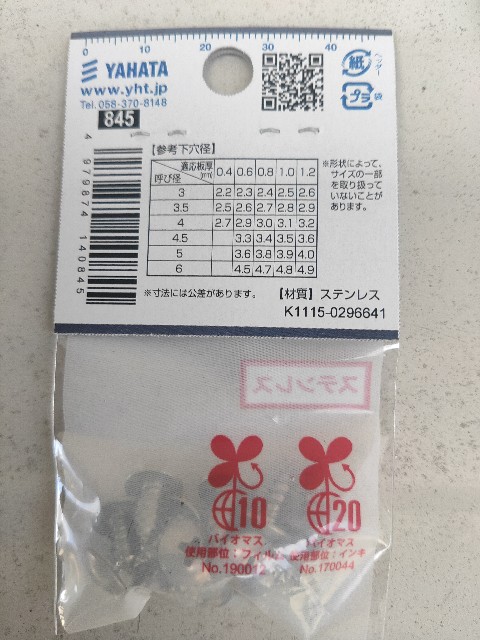 0 10 20 30 40
YAHATA
www.yht.jp
Tel. 058-370-8148
845
4 979874 140845
紙
ヘッダー
プラ
袋
【参考下穴径】
適応板厚(mm) 0.4 0.6 0.8 1.0 1.2
呼び径
3 2.2 2.3 2.4 2.5 2.6
3.5 2.5 2.6 2.7 2.8 2.9
4 2.7 2.9 3.0 3.1 3.2
4.5 3.3 3.4 3.5 3.6
5 3.6 3.8 3.9 4.0
6 4.5 4.7 4.8 4.9
※形状によって、
サイズの一部
を取り扱って
いないことが
あります。
※寸法には公差があります。
【材質】ステンレス
K1115-0296641
ステンレス
10
バイオマス
使用部位:フィルム
20
バイオマス
使用部位:インキ
No.170044